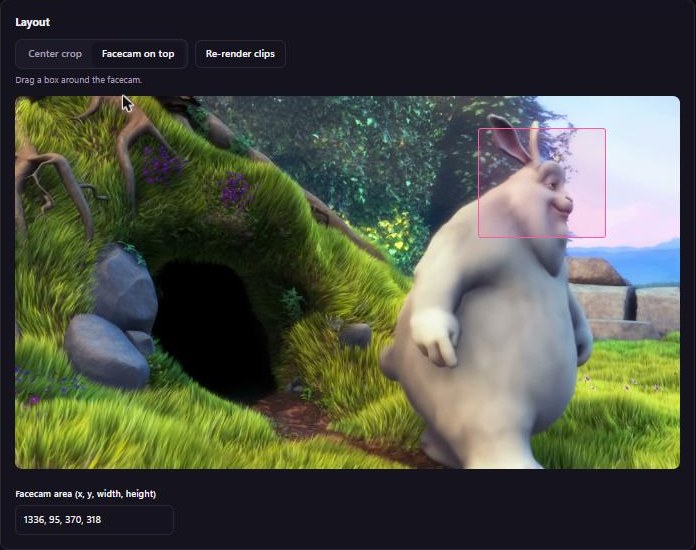 Layout
Center crop Facecam on top Re-render clips
Drag a box around the facecam.
Facecam area (x, y, width, height)
1336, 95, 370, 318